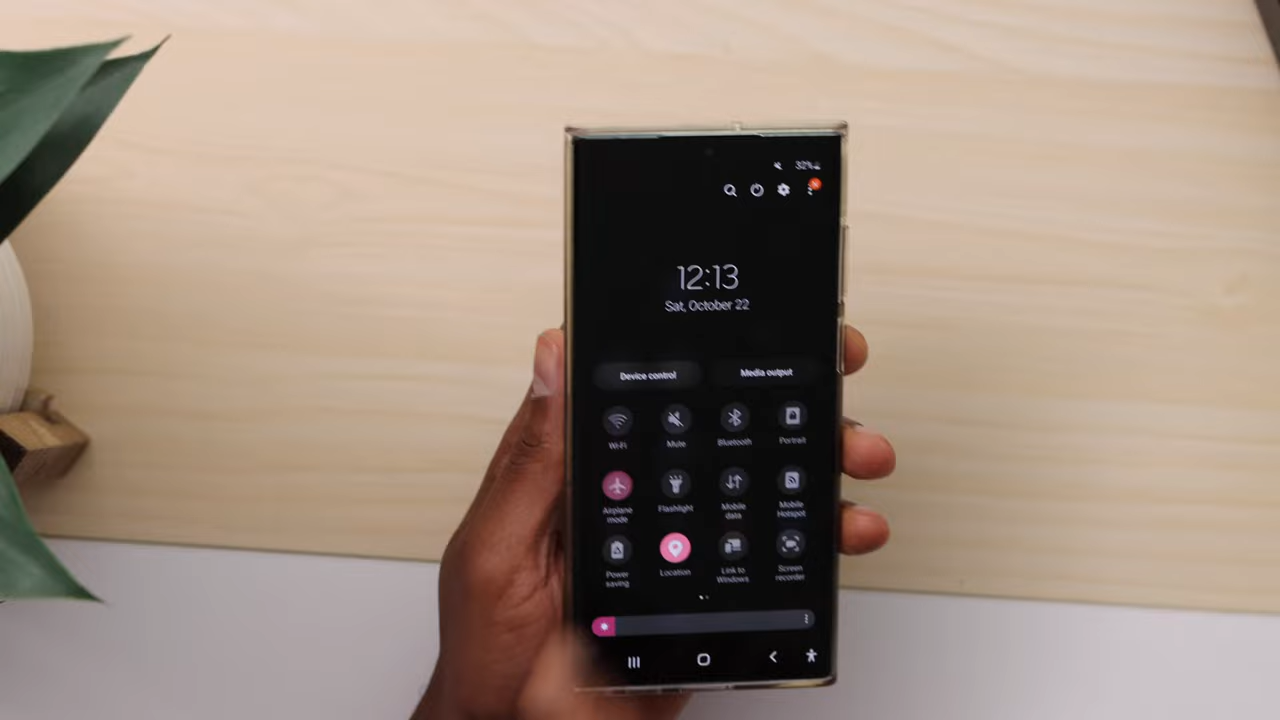 32%
12:13
Sat, October 22
Device control
Media output
Wi-Fi
Mute
Bluetooth
Portrait
Airplane
mode
Flashlight
Mobile
data
Mobile
Hotspot
Power
saving
Location
Link to
Windows
Screen
recorder